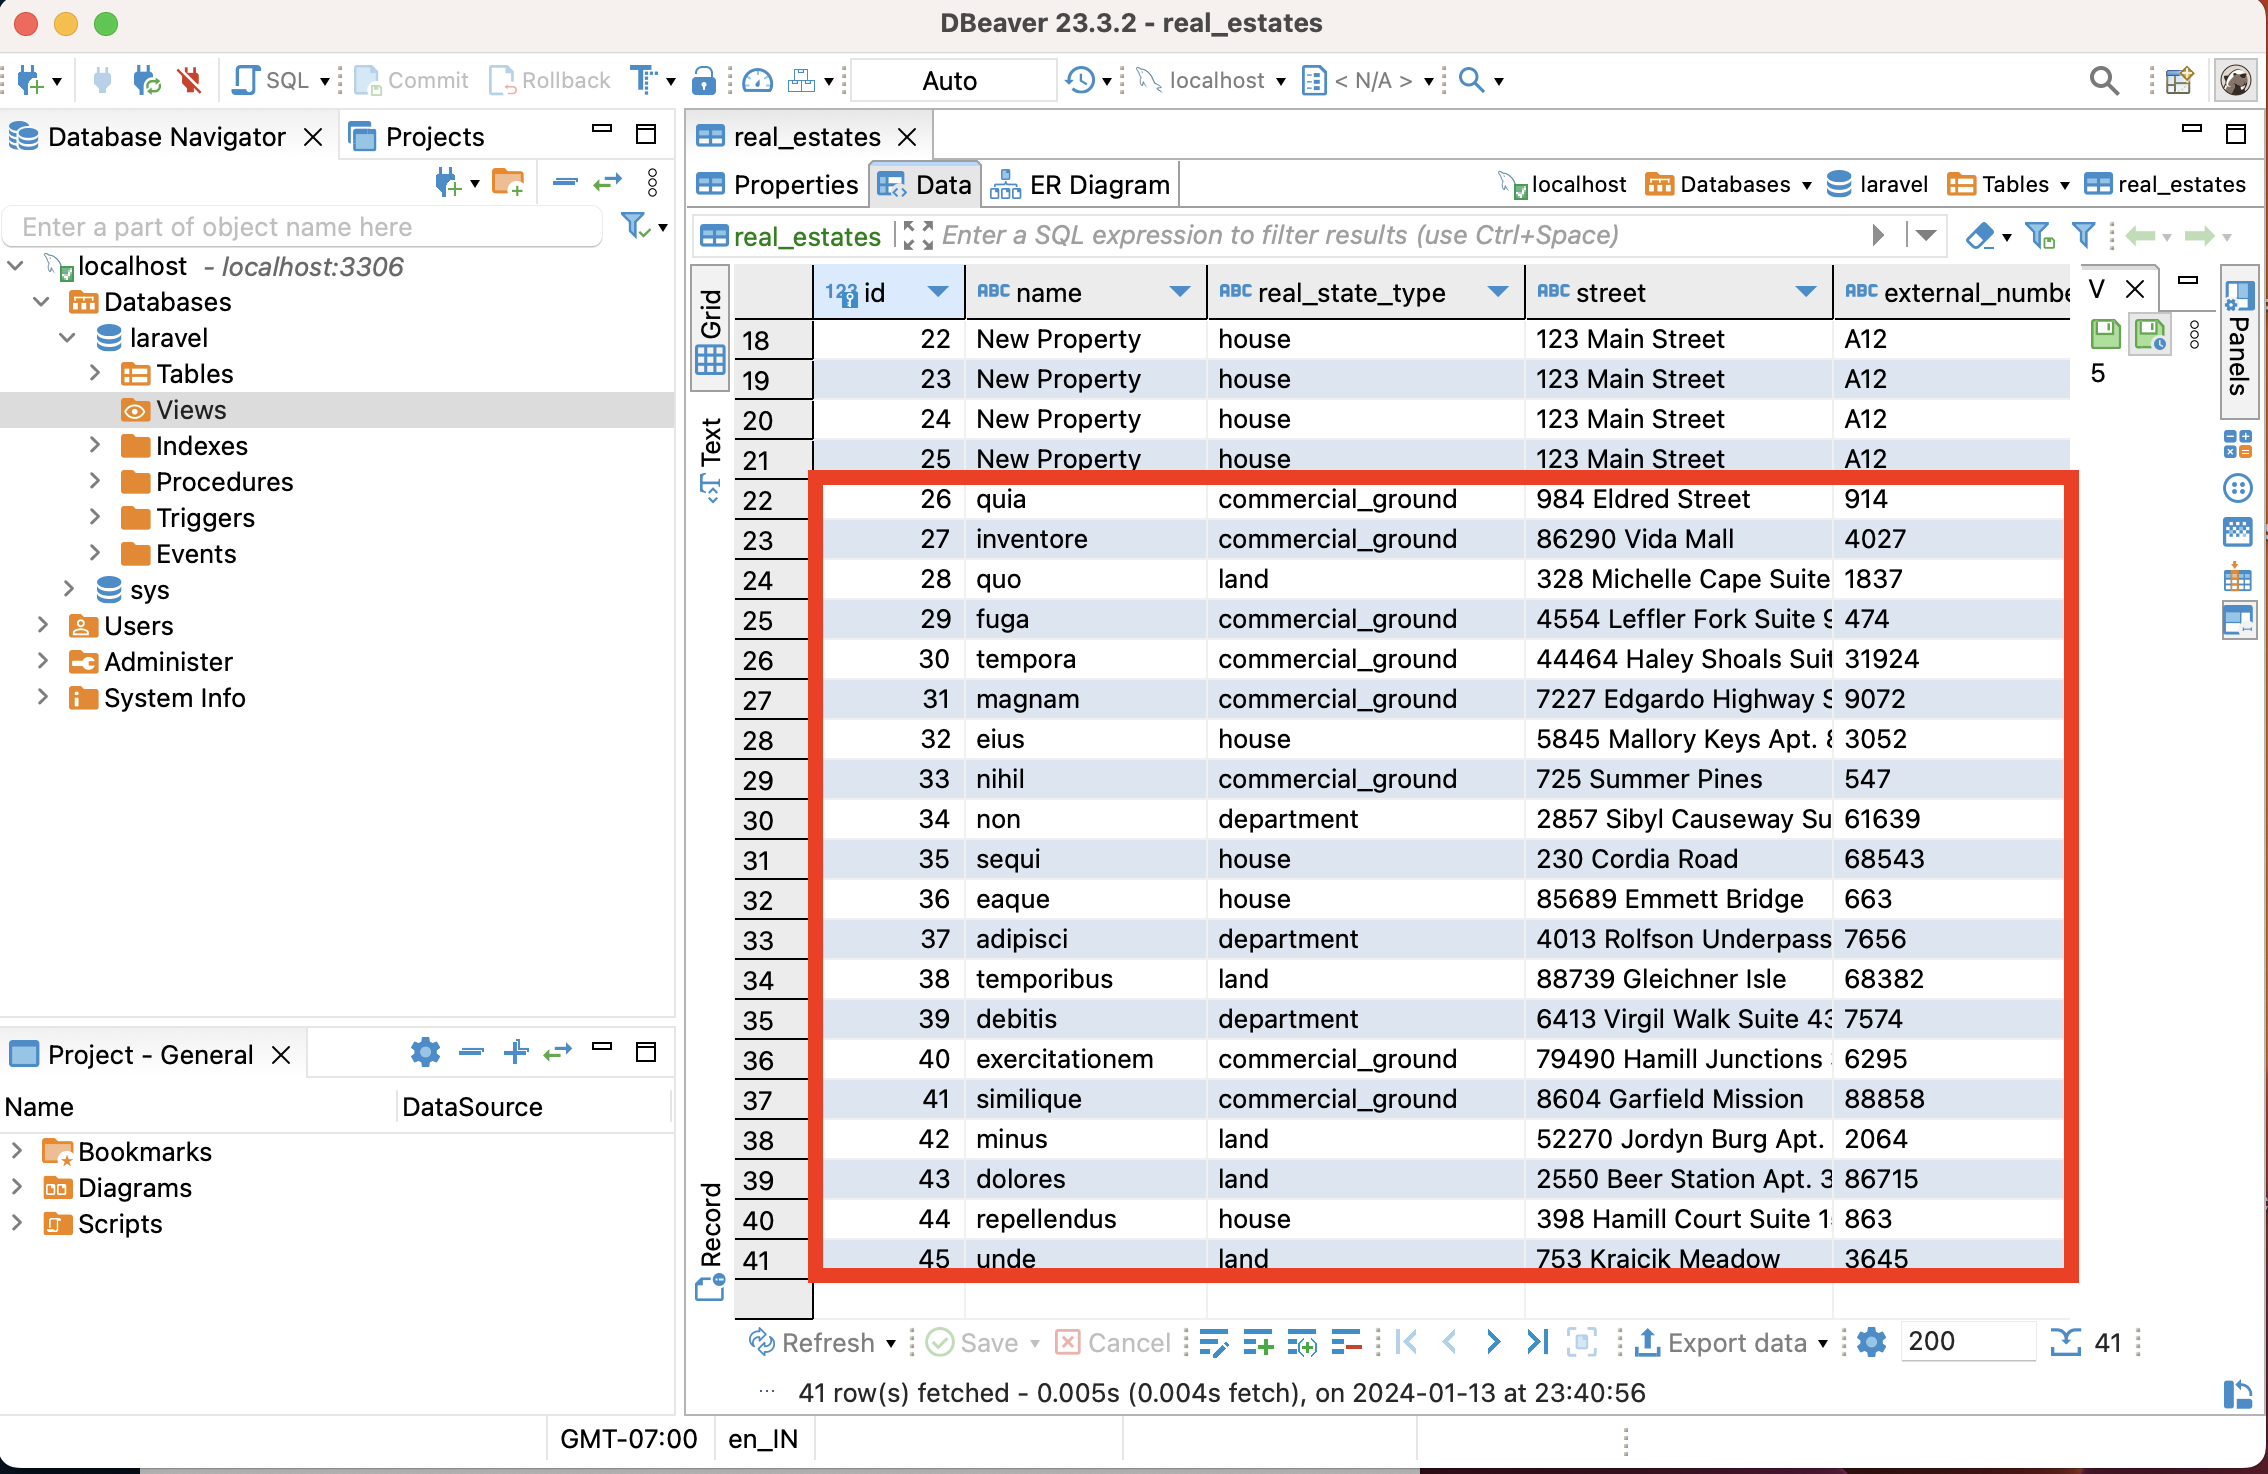 DBeaver 23.3.2 - real_estates
SQL Commit Rollback Auto localhost < N/A >
Database Navigator Projects
Enter a part of object name here
localhost - localhost:3306
Databases
laravel
Tables
Views
Indexes
Procedures
Triggers
Events
sys
Users
Administer
System Info
Project - General
Name DataSource
Bookmarks
Diagrams
Scripts
real_estates
Properties Data ER Diagram localhost Databases laravel Tables real_estates
real_estates Enter a SQL expression to filter results (use Ctrl+Space)
Grid
Text
Record
123 id ABC name ABC real_state_type ABC street ABC external_numbe
18 22 New Property house 123 Main Street A12
19 23 New Property house 123 Main Street A12
20 24 New Property house 123 Main Street A12
21 25 New Property house 123 Main Street A12
22 26 quia commercial_ground 984 Eldred Street 914
23 27 inventore commercial_ground 86290 Vida Mall 4027
24 28 quo land 328 Michelle Cape Suite 1837
25 29 fuga commercial_ground 4554 Leffler Fork Suite 9 474
26 30 tempora commercial_ground 44464 Haley Shoals Suit 31924
27 31 magnam commercial_ground 7227 Edgardo Highway S 9072
28 32 eius house 5845 Mallory Keys Apt. 8 3052
29 33 nihil commercial_ground 725 Summer Pines 547
30 34 non department 2857 Sibyl Causeway Su 61639
31 35 sequi house 230 Cordia Road 68543
32 36 eaque house 85689 Emmett Bridge 663
33 37 adipisci department 4013 Rolfson Underpass 7656
34 38 temporibus land 88739 Gleichner Isle 68382
35 39 debitis department 6413 Virgil Walk Suite 43 7574
36 40 exercitationem commercial_ground 79490 Hamill Junctions 6295
37 41 similique commercial_ground 8604 Garfield Mission 88858
38 42 minus land 52270 Jordyn Burg Apt. 2064
39 43 dolores land 2550 Beer Station Apt. 3 86715
40 44 repellendus house 398 Hamill Court Suite 1 863
41 45 unde land 753 Krajcik Meadow 3645
V
5
Panels
Refresh Save Cancel Export data 200 41
41 row(s) fetched - 0.005s (0.004s fetch), on 2024-01-13 at 23:40:56
GMT-07:00 en_IN